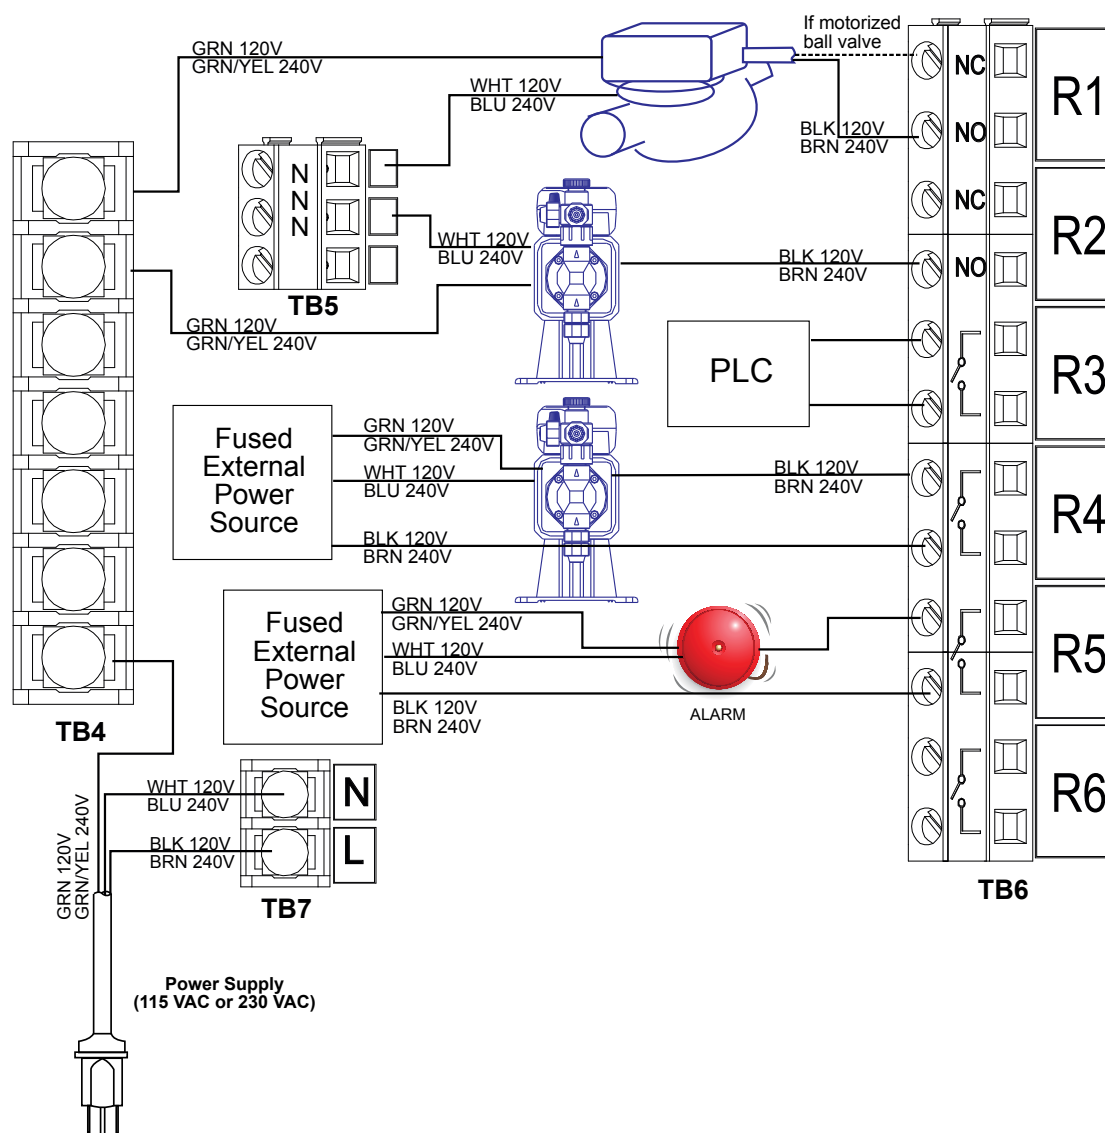 If motorized
ball valve
GRN 120V
GRN/YEL 240V
WHT 120V
BLU 240V
BLK 120V
BRN 240V
NC
NO
R1
N
N
N
TB5
WHT 120V
BLU 240V
BLK 120V
BRN 240V
NC
NO
R2
GRN 120V
GRN/YEL 240V
PLC
R3
Fused
External
Power
Source
GRN 120V
GRN/YEL 240V
WHT 120V
BLU 240V
BLK 120V
BRN 240V
BLK 120V
BRN 240V
R4
Fused
External
Power
Source
GRN 120V
GRN/YEL 240V
WHT 120V
BLU 240V
BLK 120V
BRN 240V
ALARM
R5
TB4
WHT 120V
BLU 240V
N
BLK 120V
BRN 240V
L
TB7
R6
TB6
GRN 120V
GRN/YEL 240V
Power Supply
(115 VAC or 230 VAC)